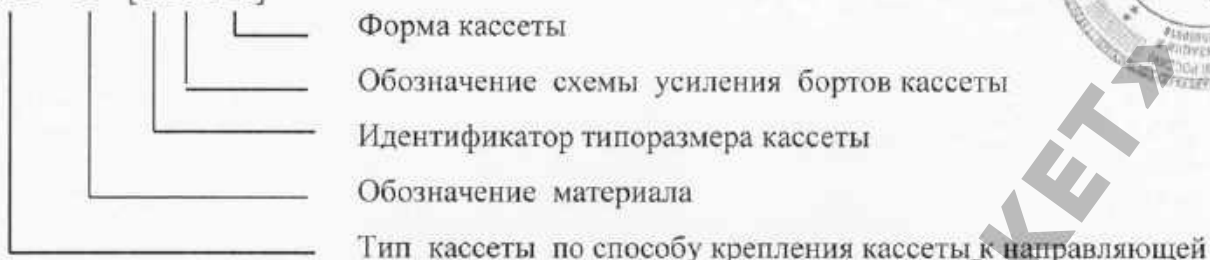 Форма кассеты
Обозначение схемы усиления бортов кассеты
Идентификатор типоразмера кассеты
Обозначение материала
Тип кассеты по способу крепления кассеты к направляющей
КЕТ